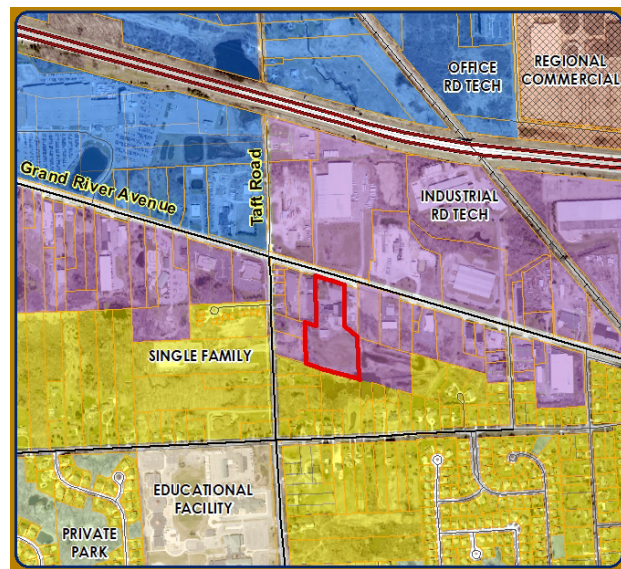 OFFICE
RD TECH
REGIONAL
COMMERCIAL
Grand River Avenue
Taft Road
INDUSTRIAL
RD TECH
SINGLE FAMILY
EDUCATIONAL
FACILITY
PRIVATE
PARK